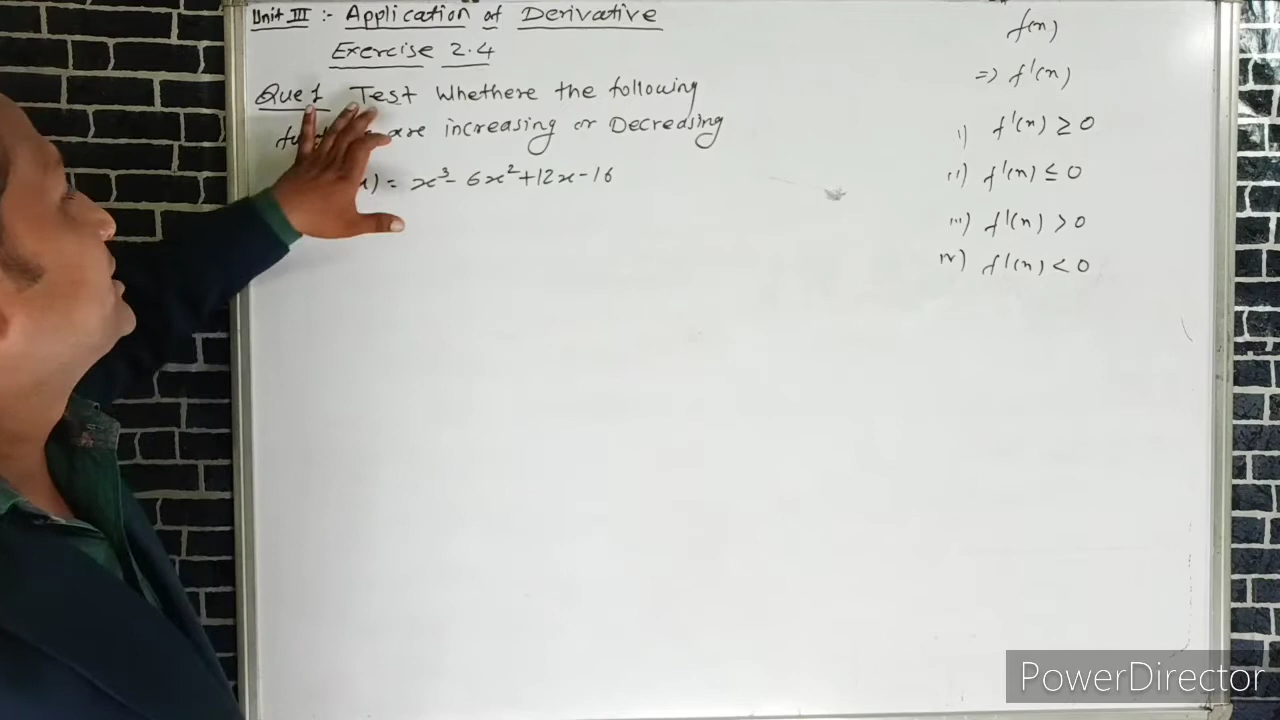 Unit III :- Application of Derivative
Exercise 2.4
Que 1 Test Whethere the following
are increasing or Decreasing
x) = x³ - 6x² + 12x - 16
f(x)
=> f'(x)
i) f'(x) ≥ 0
ii) f'(x) ≤ 0
iii) f'(x) > 0
iv) f'(x) < 0
PowerDirector